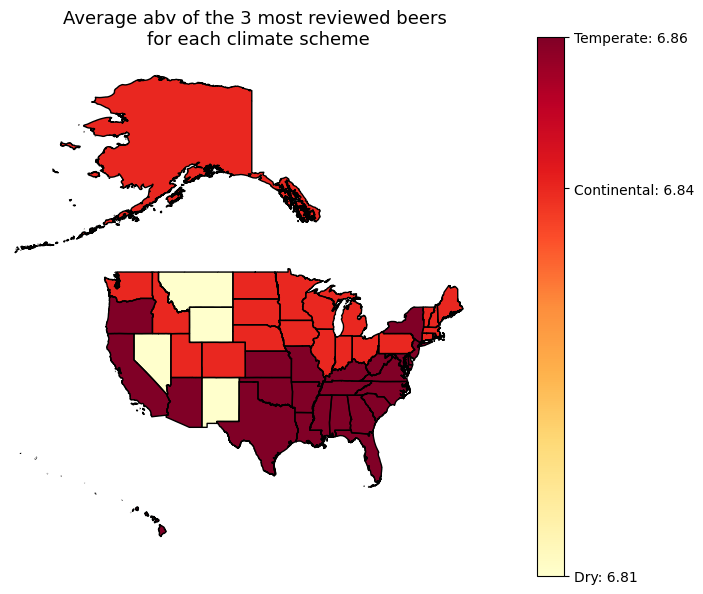 Average abv of the 3 most reviewed beers
for each climate scheme
Temperate: 6.86
Continental: 6.84
Dry: 6.81